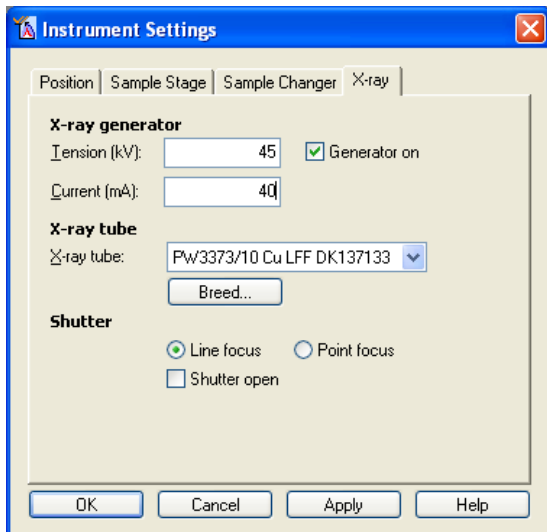 Instrument Settings
Position Sample Stage Sample Changer X-ray
X-ray generator
Tension (kV): 45 Generator on
Current (mA): 40
X-ray tube
X-ray tube: PW3373/10 Cu LFF DK137133
Breed...
Shutter
Line focus Point focus
Shutter open
OK Cancel Apply Help